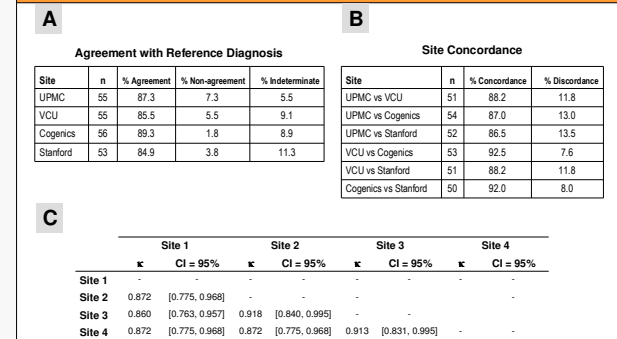 A
B
Agreement with Reference Diagnosis
Site n % Agreement % Non-agreement % Indeterminate
UPMC 55 87.3 7.3 5.5
VCU 55 85.5 5.5 9.1
Cogenics 56 89.3 1.8 8.9
Stanford 53 84.9 3.8 11.3
Site Concordance
Site n % Concordance % Discordance
UPMC vs VCU 51 88.2 11.8
UPMC vs Cogenics 54 87.0 13.0
UPMC vs Stanford 52 86.5 13.5
VCU vs Cogenics 53 92.5 7.6
VCU vs Stanford 51 88.2 11.8
Cogenics vs Stanford 50 92.0 8.0
C
Site 1 Site 2 Site 3 Site 4
κ CI = 95% κ CI = 95% κ CI = 95% κ CI = 95%
Site 1 - - - - - -
Site 2 0.872 [0.775, 0.968] - - - -
Site 3 0.860 [0.763, 0.957] 0.918 [0.840, 0.995] - -
Site 4 0.872 [0.775, 0.968] 0.872 [0.775, 0.968] 0.913 [0.831, 0.995] - -